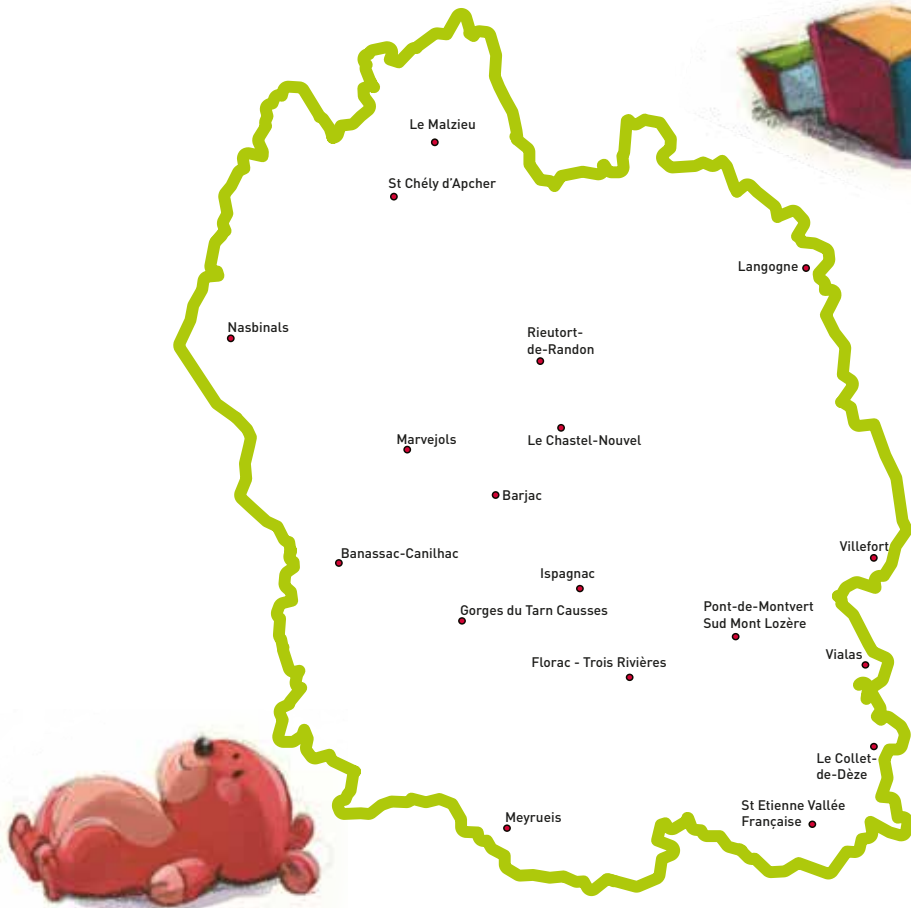 Le Malzieu
St Chély d’Apcher
Langogne
Nasbinals
Rieutort-
de-Randon
Marvejols
Le Chastel-Nouvel
Barjac
Banassac-Canilhac
Villefort
Ispagnac
Gorges du Tarn Causses
Pont-de-Montvert
Sud Mont Lozère
Florac - Trois Rivières
Vialas
Le Collet-
de-Dèze
St Etienne Vallée
Française
Meyrueis